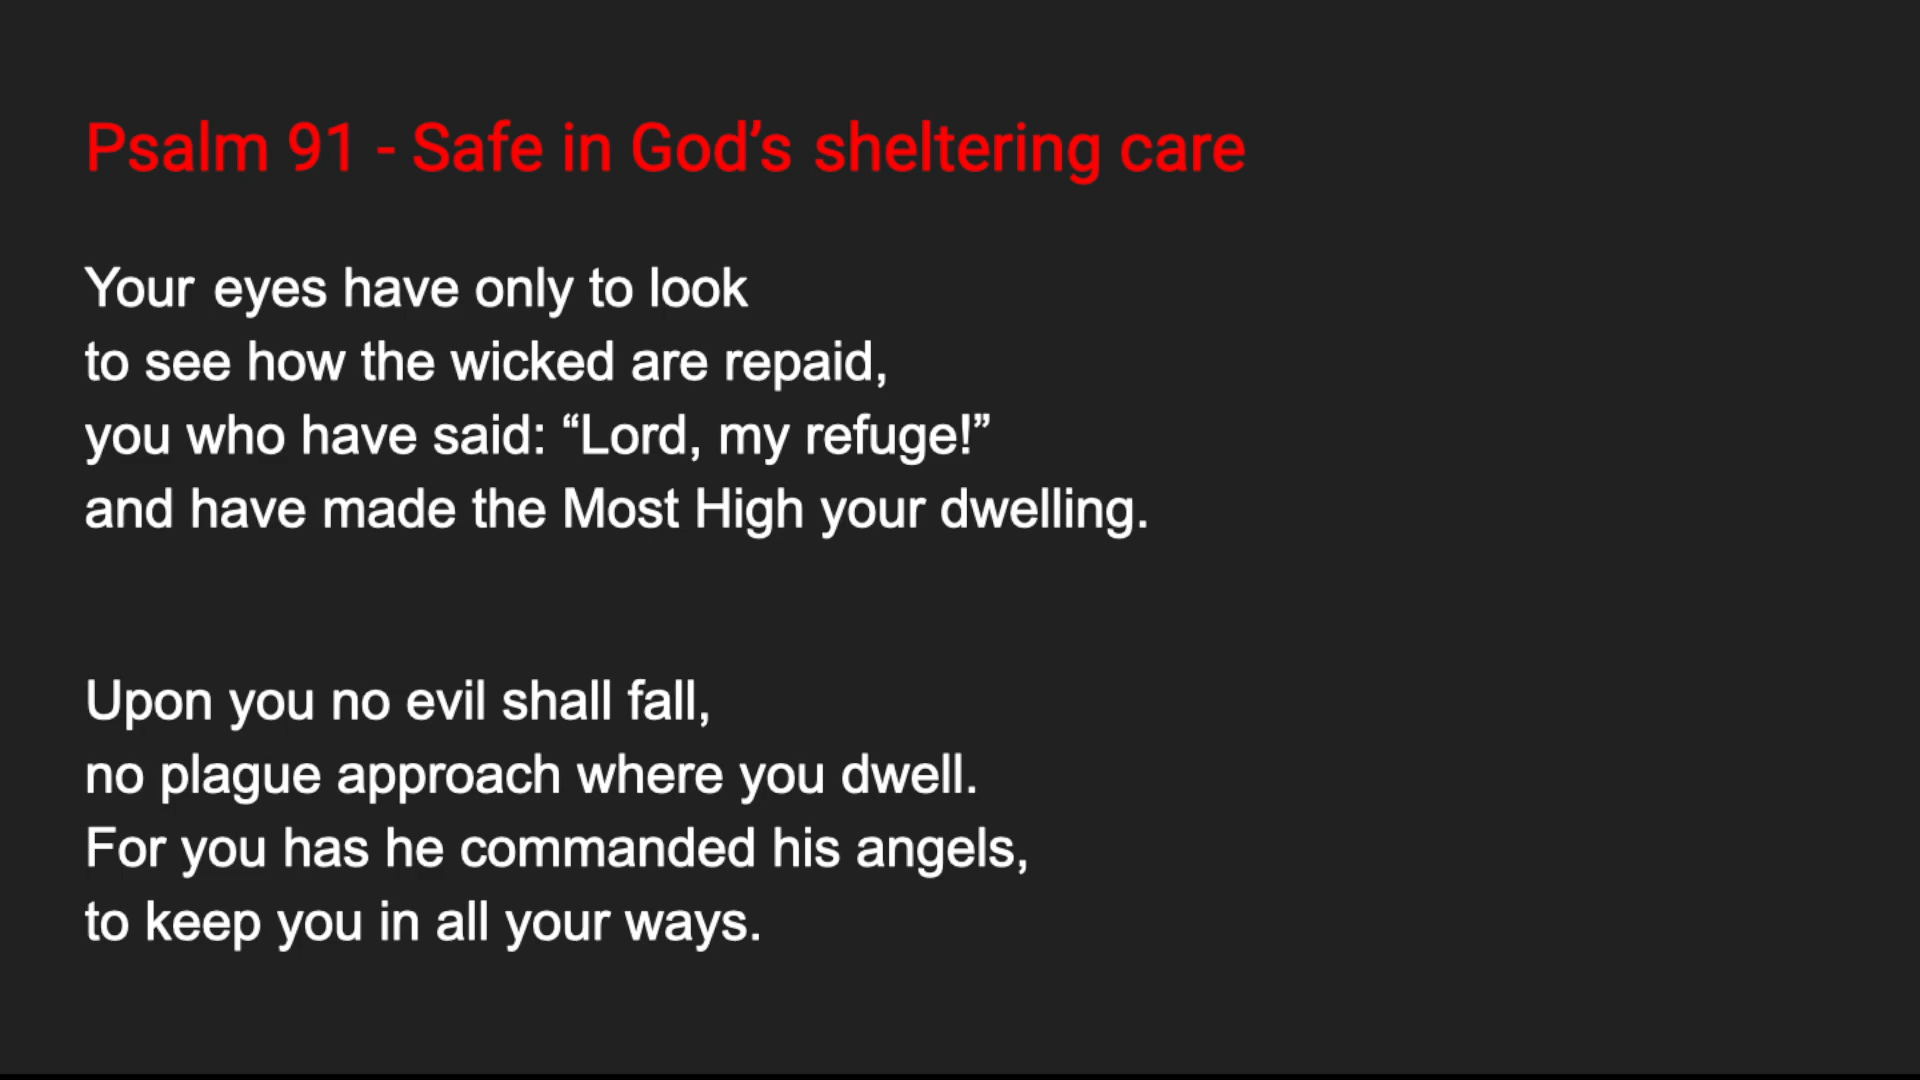 Psalm 91 - Safe in God’s sheltering care
Your eyes have only to look
to see how the wicked are repaid,
you who have said: “Lord, my refuge!”
and have made the Most High your dwelling.
Upon you no evil shall fall,
no plague approach where you dwell.
For you has he commanded his angels,
to keep you in all your ways.